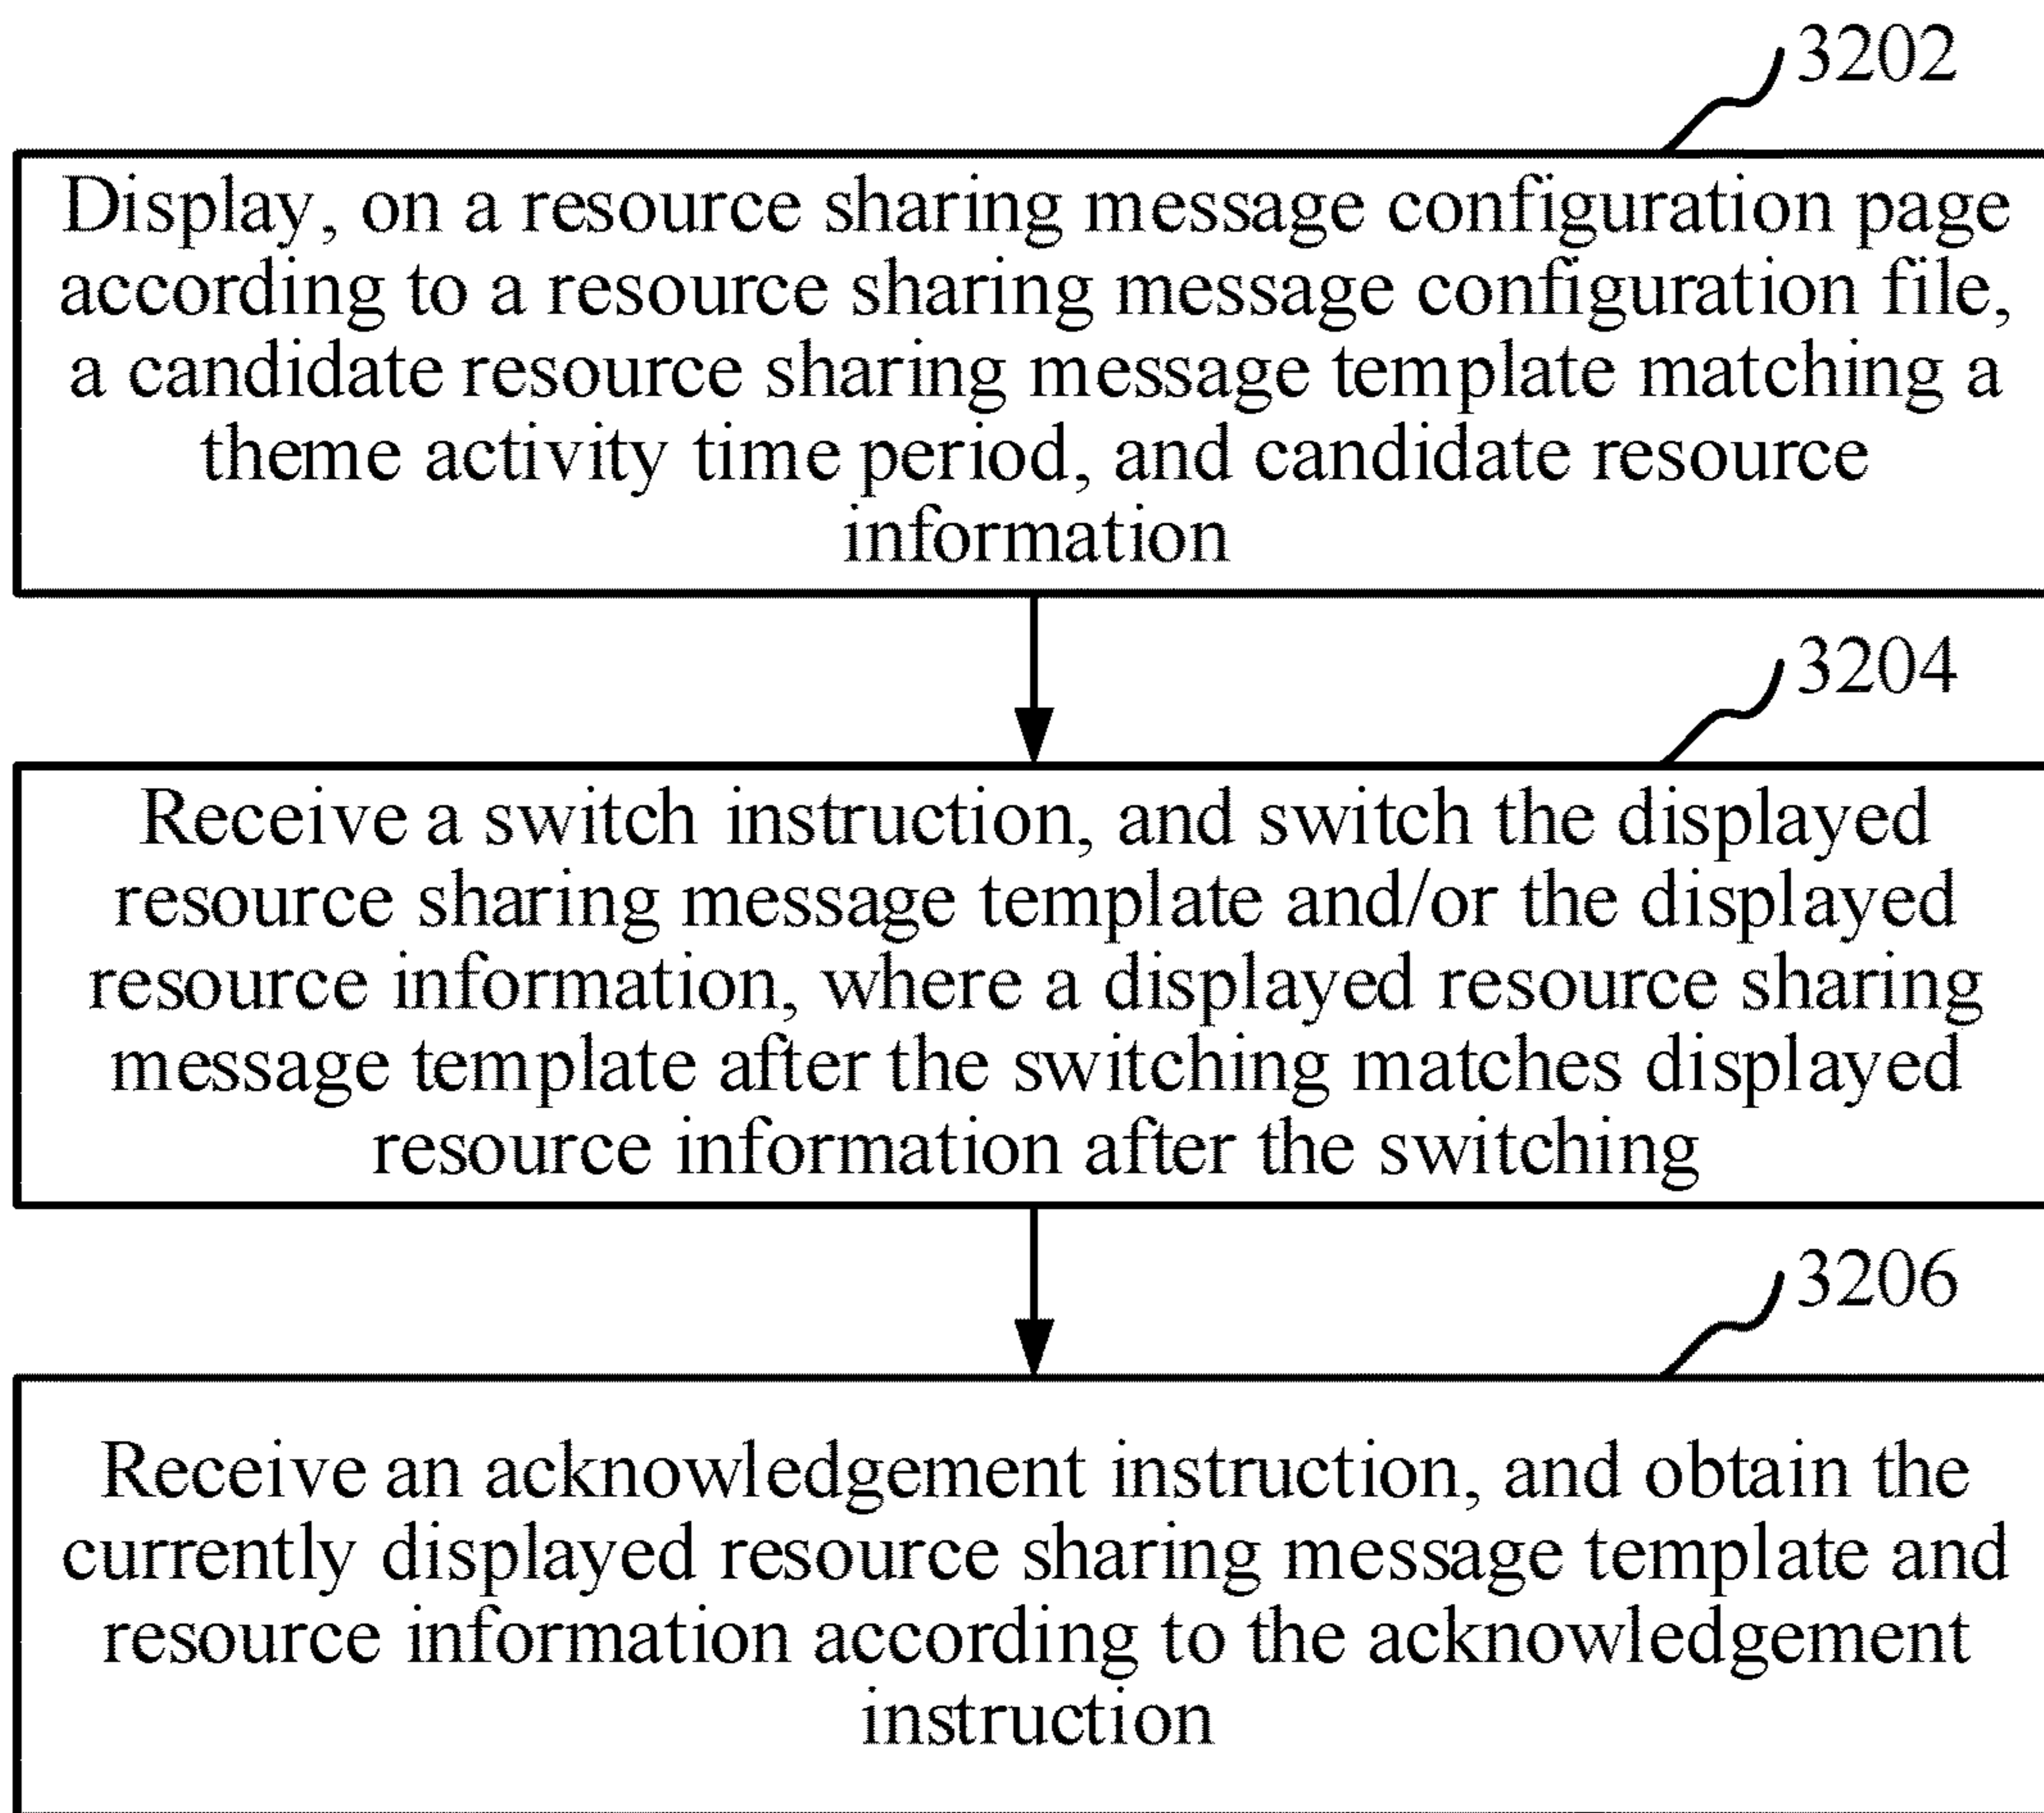 3202
Display, on a resource sharing message configuration page
according to a resource sharing message configuration file,
a candidate resource sharing message template matching a
theme activity time period, and candidate resource
information
3204
Receive a switch instruction, and switch the displayed
resource sharing message template and/or the displayed
resource information, where a displayed resource sharing
message template after the switching matches displayed
resource information after the switching
3206
Receive an acknowledgement instruction, and obtain the
currently displayed resource sharing message template and
resource information according to the acknowledgement
instruction